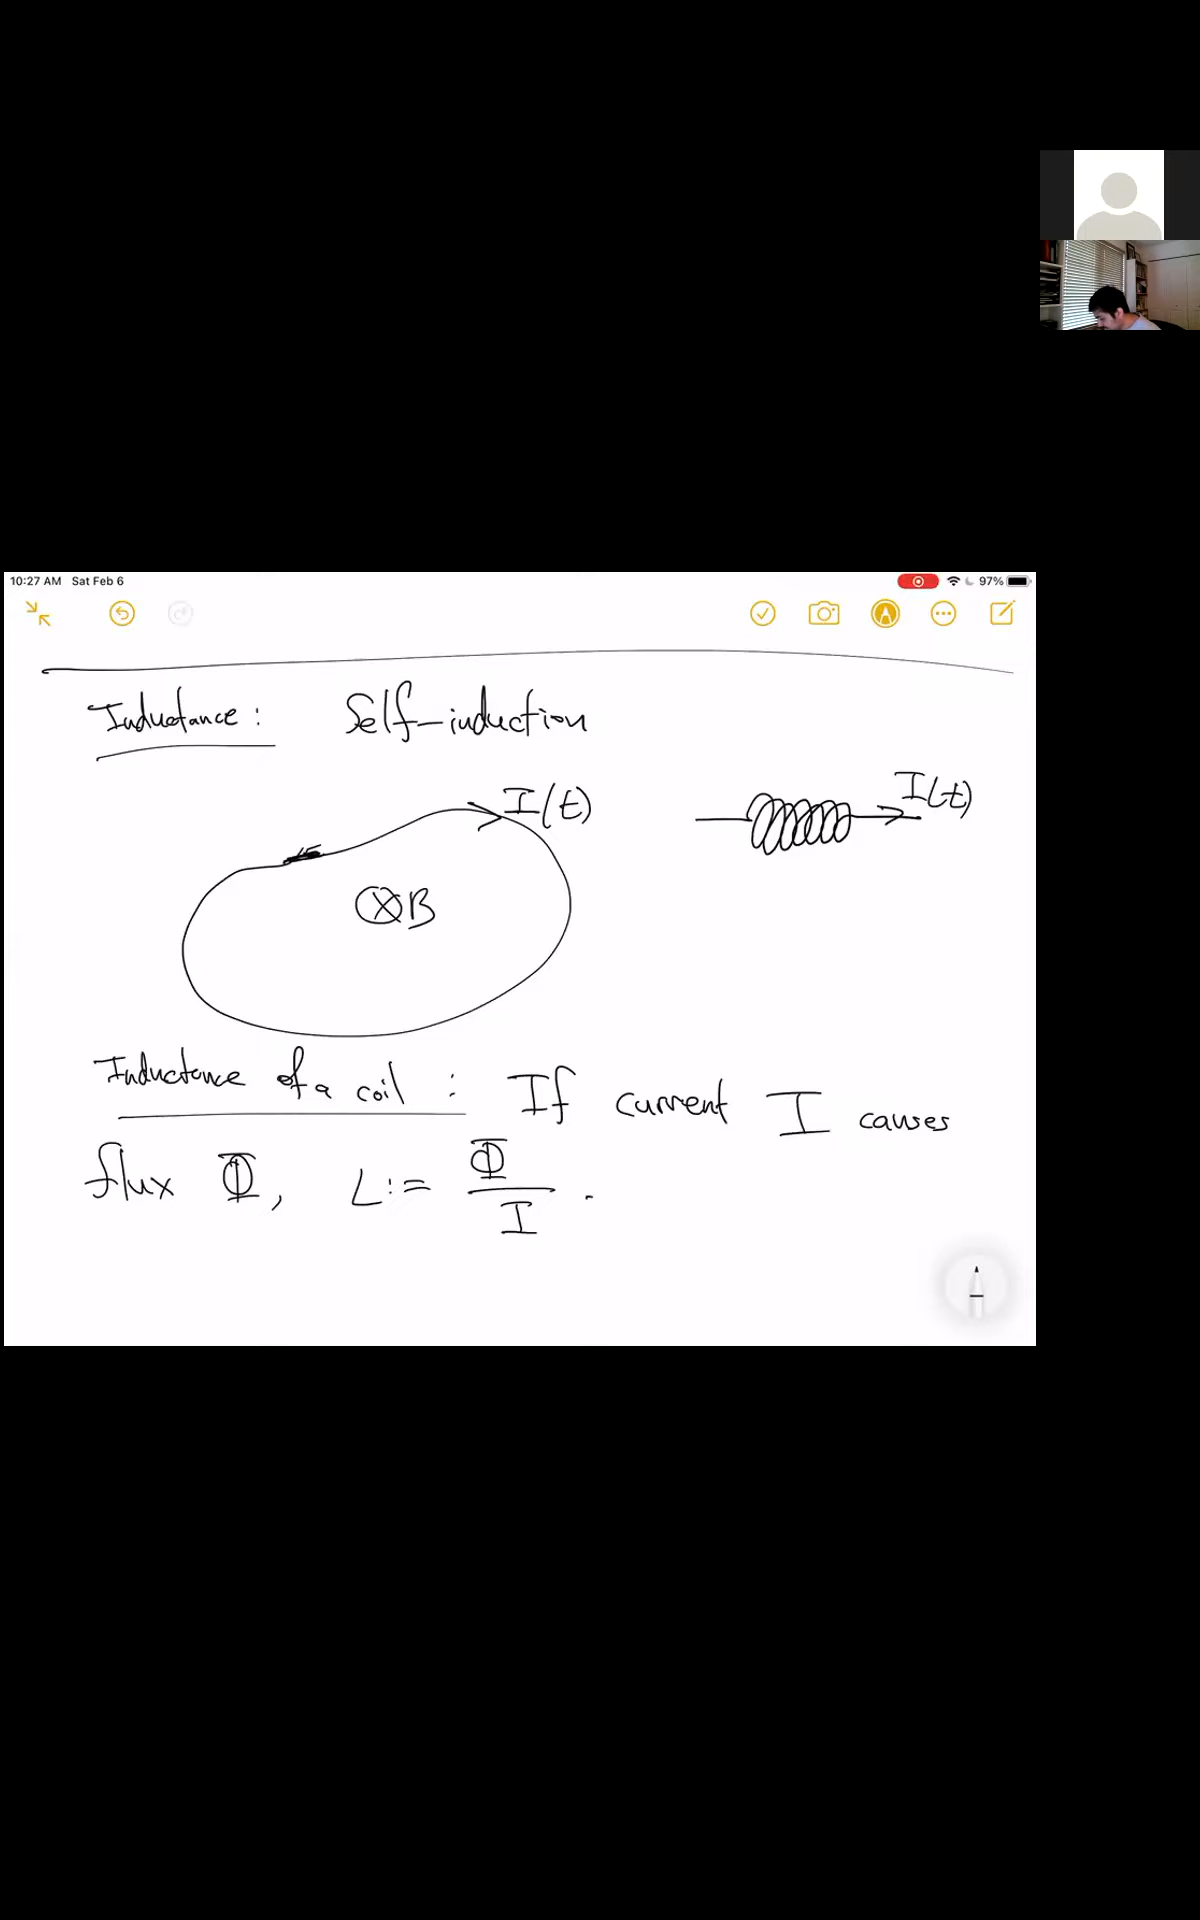 10:27 AM Sat Feb 6 97%
Inductance: Self-induction
I(t) I(t)
B
Inductance of a coil: If current I causes
flux Φ, L := Φ/I.